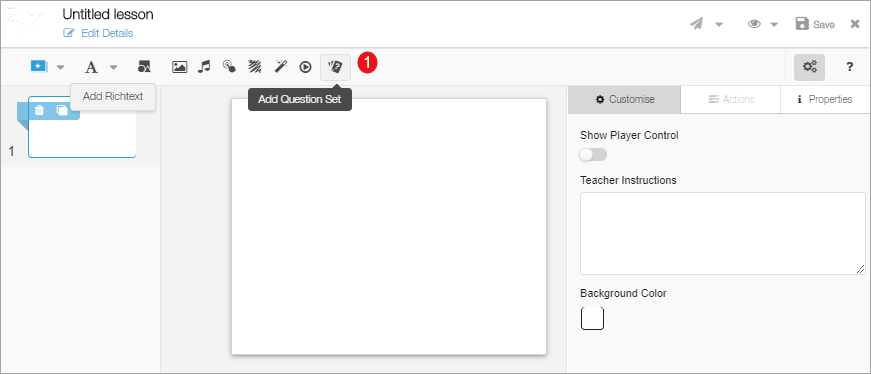 Untitled lesson
Edit Details
Save
A
1
?
Add Richtext
Add Question Set
Customise
Actions
Properties
1
Show Player Control
Teacher Instructions
Background Color